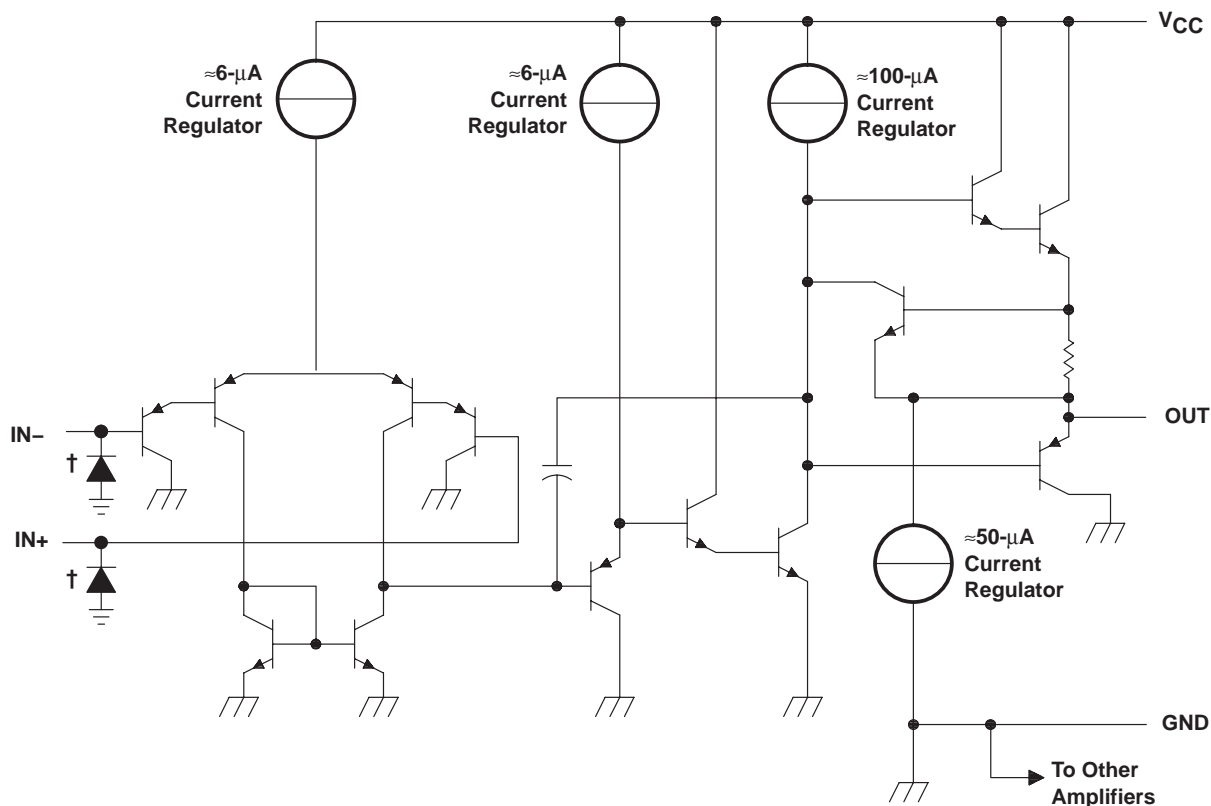 V_CC
≈6-μA
Current
Regulator
≈6-μA
Current
Regulator
≈100-μA
Current
Regulator
IN−
†
OUT
IN+
†
≈50-μA
Current
Regulator
GND
To Other
Amplifiers